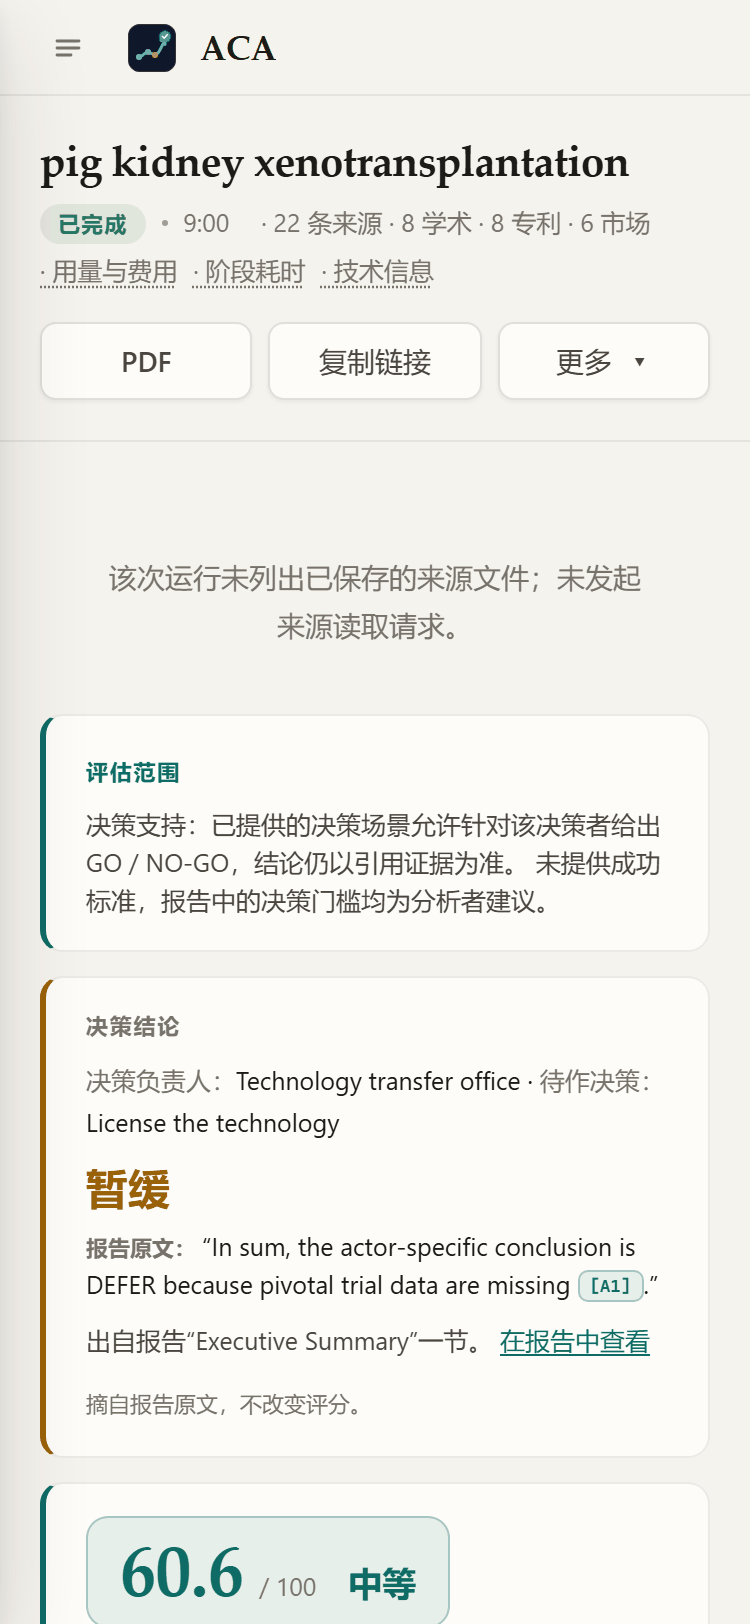 ACA
pig kidney xenotransplantation
已完成 • 9:00 · 22 条来源 · 8 学术 · 8 专利 · 6 市场
· 用量与费用 · 阶段耗时 · 技术信息
PDF 复制链接 更多 ▼
该次运行未列出已保存的来源文件；未发起
来源读取请求。
评估范围
决策支持：已提供的决策场景允许针对该决策者给出
GO / NO-GO，结论仍以引用证据为准。 未提供成功
标准，报告中的决策门槛均为分析者建议。
决策结论
决策负责人：Technology transfer office · 待作决策：
License the technology
暂缓
报告原文： “In sum, the actor-specific conclusion is
DEFER because pivotal trial data are missing [A1].”
出自报告“Executive Summary”一节。 在报告中查看
摘自报告原文，不改变评分。
60.6 / 100 中等